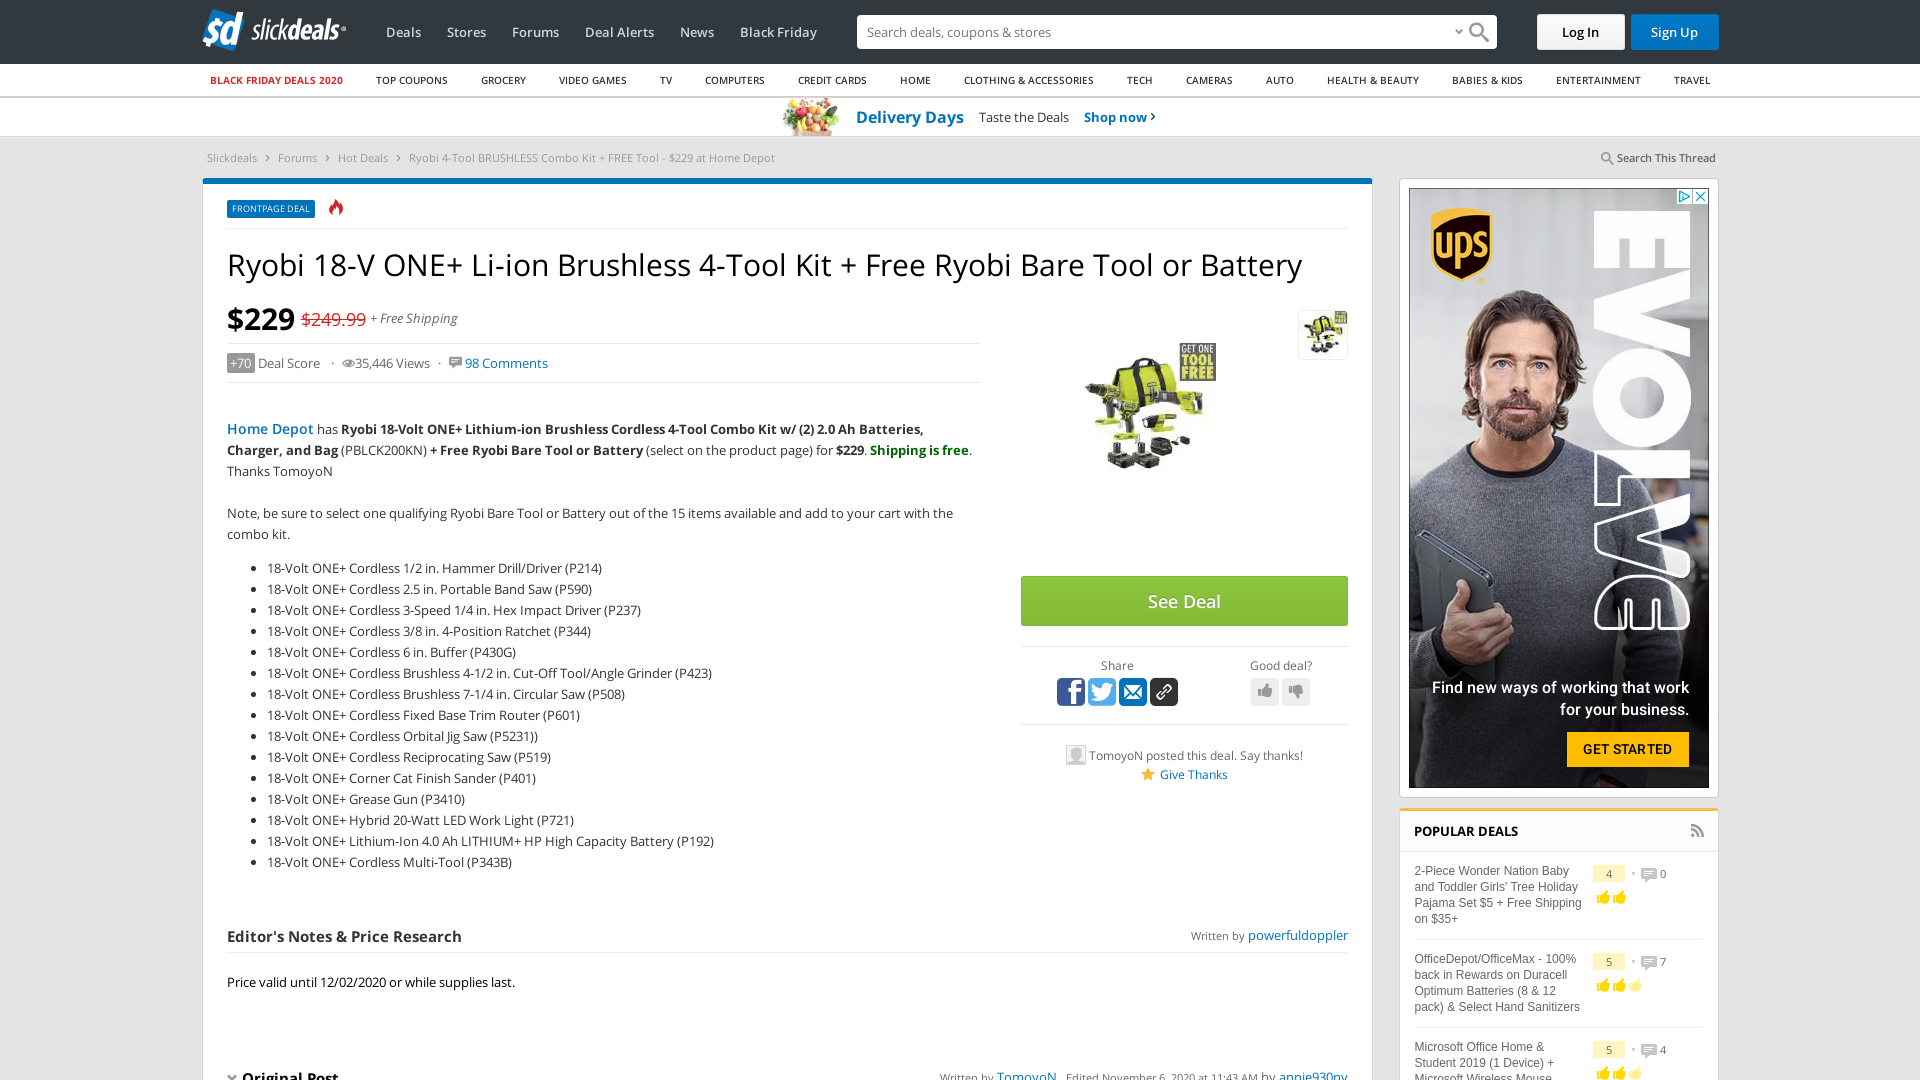 sd slickdeals
Deals Stores Forums Deal Alerts News Black Friday
Search deals, coupons & stores
Log In
Sign Up
BLACK FRIDAY DEALS 2020 TOP COUPONS GROCERY VIDEO GAMES TV COMPUTERS CREDIT CARDS HOME CLOTHING & ACCESSORIES TECH CAMERAS AUTO HEALTH & BEAUTY BABIES & KIDS ENTERTAINMENT TRAVEL
Delivery Days Taste the Deals Shop now
Slickdeals Forums Hot Deals Ryobi 4-Tool BRUSHLESS Combo Kit + FREE Tool - $229 at Home Depot
Search This Thread
FRONTPAGE DEAL
Ryobi 18-V ONE+ Li-ion Brushless 4-Tool Kit + Free Ryobi Bare Tool or Battery
$229 $249.99 + Free Shipping
+70 Deal Score · 35,446 Views · 98 Comments
Home Depot has Ryobi 18-Volt ONE+ Lithium-ion Brushless Cordless 4-Tool Combo Kit w/ (2) 2.0 Ah Batteries,
Charger, and Bag (PBLCK200KN) + Free Ryobi Bare Tool or Battery (select on the product page) for $229. Shipping is free.
Thanks TomoyoN
Note, be sure to select one qualifying Ryobi Bare Tool or Battery out of the 15 items available and add to your cart with the
combo kit.
18-Volt ONE+ Cordless 1/2 in. Hammer Drill/Driver (P214)
18-Volt ONE+ Cordless 2.5 in. Portable Band Saw (P590)
18-Volt ONE+ Cordless 3-Speed 1/4 in. Hex Impact Driver (P237)
18-Volt ONE+ Cordless 3/8 in. 4-Position Ratchet (P344)
18-Volt ONE+ Cordless 6 in. Buffer (P430G)
18-Volt ONE+ Cordless Brushless 4-1/2 in. Cut-Off Tool/Angle Grinder (P423)
18-Volt ONE+ Cordless Brushless 7-1/4 in. Circular Saw (P508)
18-Volt ONE+ Cordless Fixed Base Trim Router (P601)
18-Volt ONE+ Cordless Orbital Jig Saw (P5231))
18-Volt ONE+ Cordless Reciprocating Saw (P519)
18-Volt ONE+ Corner Cat Finish Sander (P401)
18-Volt ONE+ Grease Gun (P3410)
18-Volt ONE+ Hybrid 20-Watt LED Work Light (P721)
18-Volt ONE+ Lithium-Ion 4.0 Ah LITHIUM+ HP High Capacity Battery (P192)
18-Volt ONE+ Cordless Multi-Tool (P343B)
GET ONE
TOOL
FREE
See Deal
Share
Good deal?
TomoyoN posted this deal. Say thanks!
Give Thanks
Editor's Notes & Price Research
Written by powerfuldoppler
Price valid until 12/02/2020 or while supplies last.
Original Post
Written by TomoyoN Edited November 6, 2020 at 11:43 AM by annie930ny
ups
EVOLVE
Find new ways of working that work
for your business.
GET STARTED
POPULAR DEALS
2-Piece Wonder Nation Baby
and Toddler Girls' Tree Holiday
Pajama Set $5 + Free Shipping
on $35+
4 • 0
OfficeDepot/OfficeMax - 100%
back in Rewards on Duracell
Optimum Batteries (8 & 12
pack) & Select Hand Sanitizers
5 • 7
Microsoft Office Home &
Student 2019 (1 Device) +
Microsoft Wireless Mouse
5 • 4